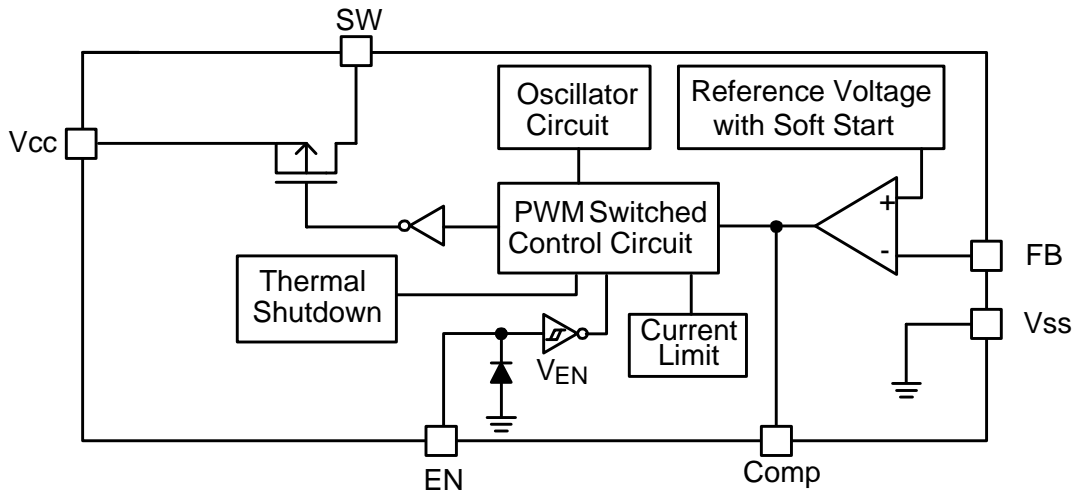 SW
Oscillator
Circuit
Reference Voltage
with Soft Start
Vcc
PWM Switched
Control Circuit
+
-
FB
Thermal
Shutdown
Current
Limit
Vss
VEN
EN
Comp